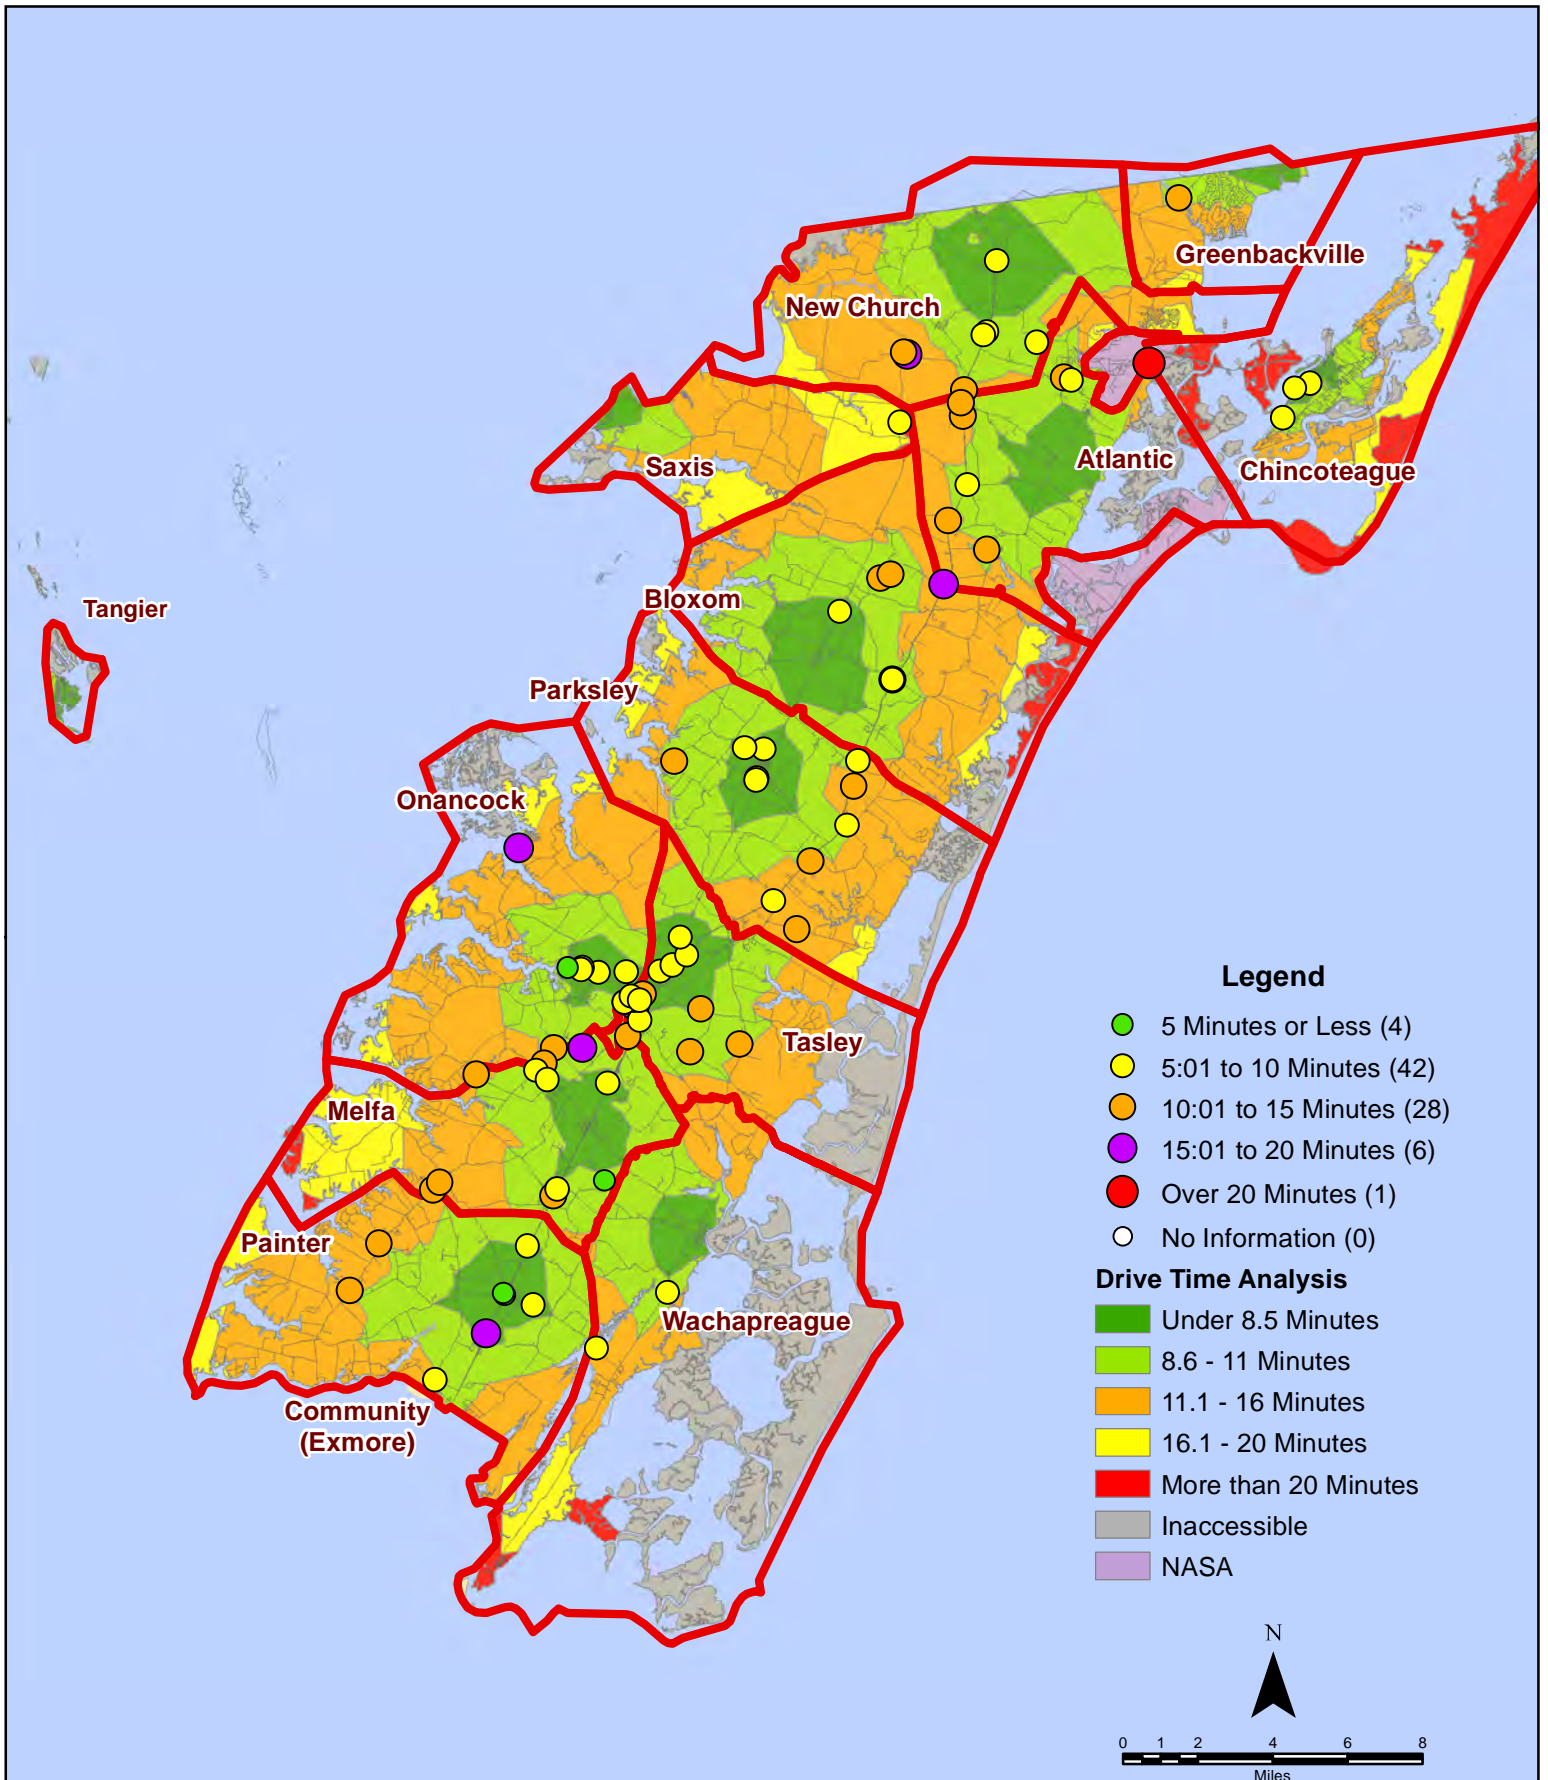 Greenbackville
New Church
Atlantic
Chincoteague
Saxis
Bloxom
Tangier
Parksley
Onancock
Tasley
Melfa
Painter
Wachapreague
Community
(Exmore)
Legend
5 Minutes or Less (4)
5:01 to 10 Minutes (42)
10:01 to 15 Minutes (28)
15:01 to 20 Minutes (6)
Over 20 Minutes (1)
No Information (0)
Drive Time Analysis
Under 8.5 Minutes
8.6 - 11 Minutes
11.1 - 16 Minutes
16.1 - 20 Minutes
More than 20 Minutes
Inaccessible
NASA
N
0 1 2 4 6 8
Miles